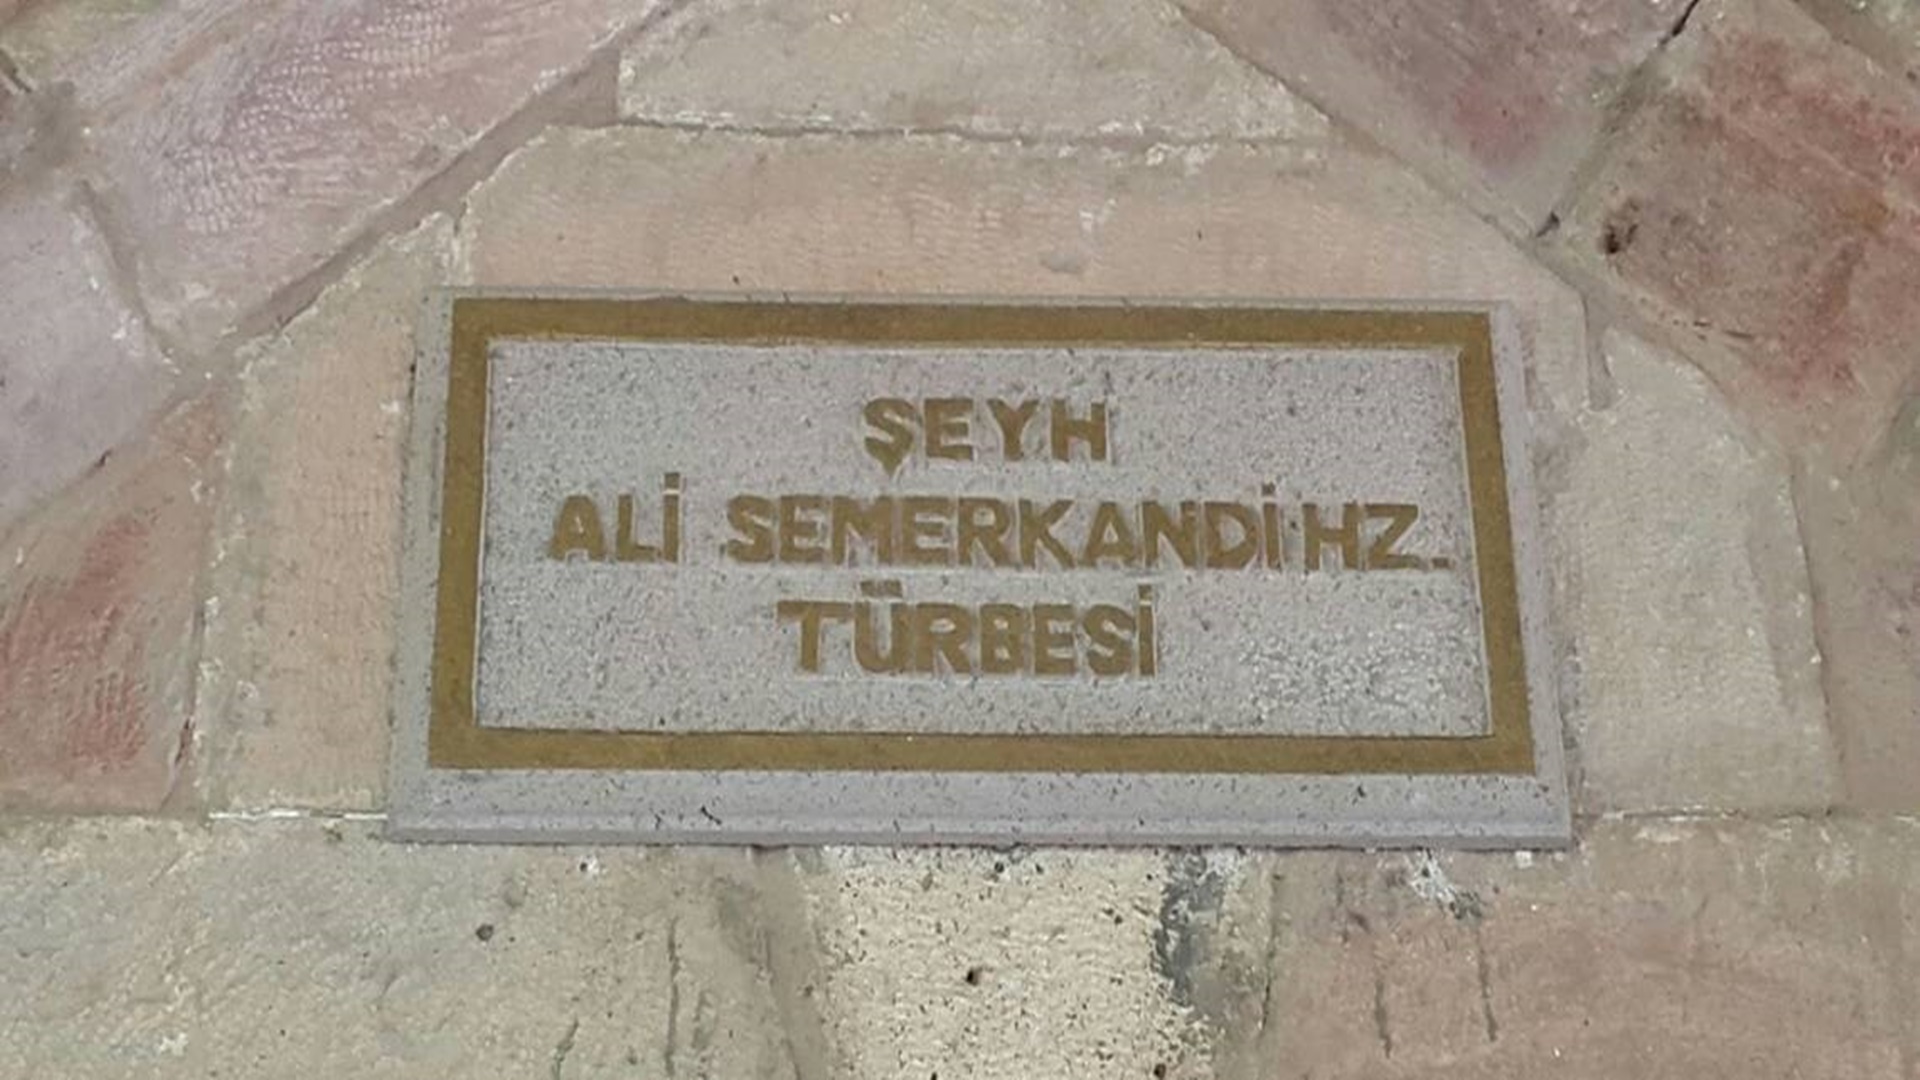 ŞEYH
ALİ SEMERKANDİ HZ.
TÜRBESİ